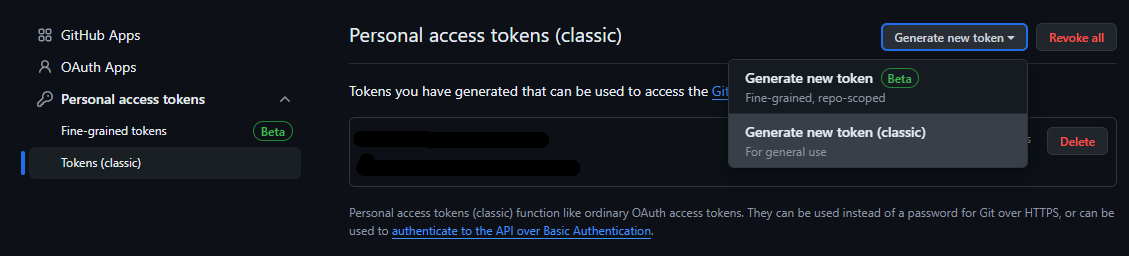 GitHub Apps
OAuth Apps
Personal access tokens
Fine-grained tokens Beta
Tokens (classic)
Personal access tokens (classic)
Generate new token
Revoke all
Generate new token Beta
Fine-grained, repo-scoped
Generate new token (classic)
For general use
Tokens you have generated that can be used to access the Git
Delete
Personal access tokens (classic) function like ordinary OAuth access tokens. They can be used instead of a password for Git over HTTPS, or can be
used to authenticate to the API over Basic Authentication.